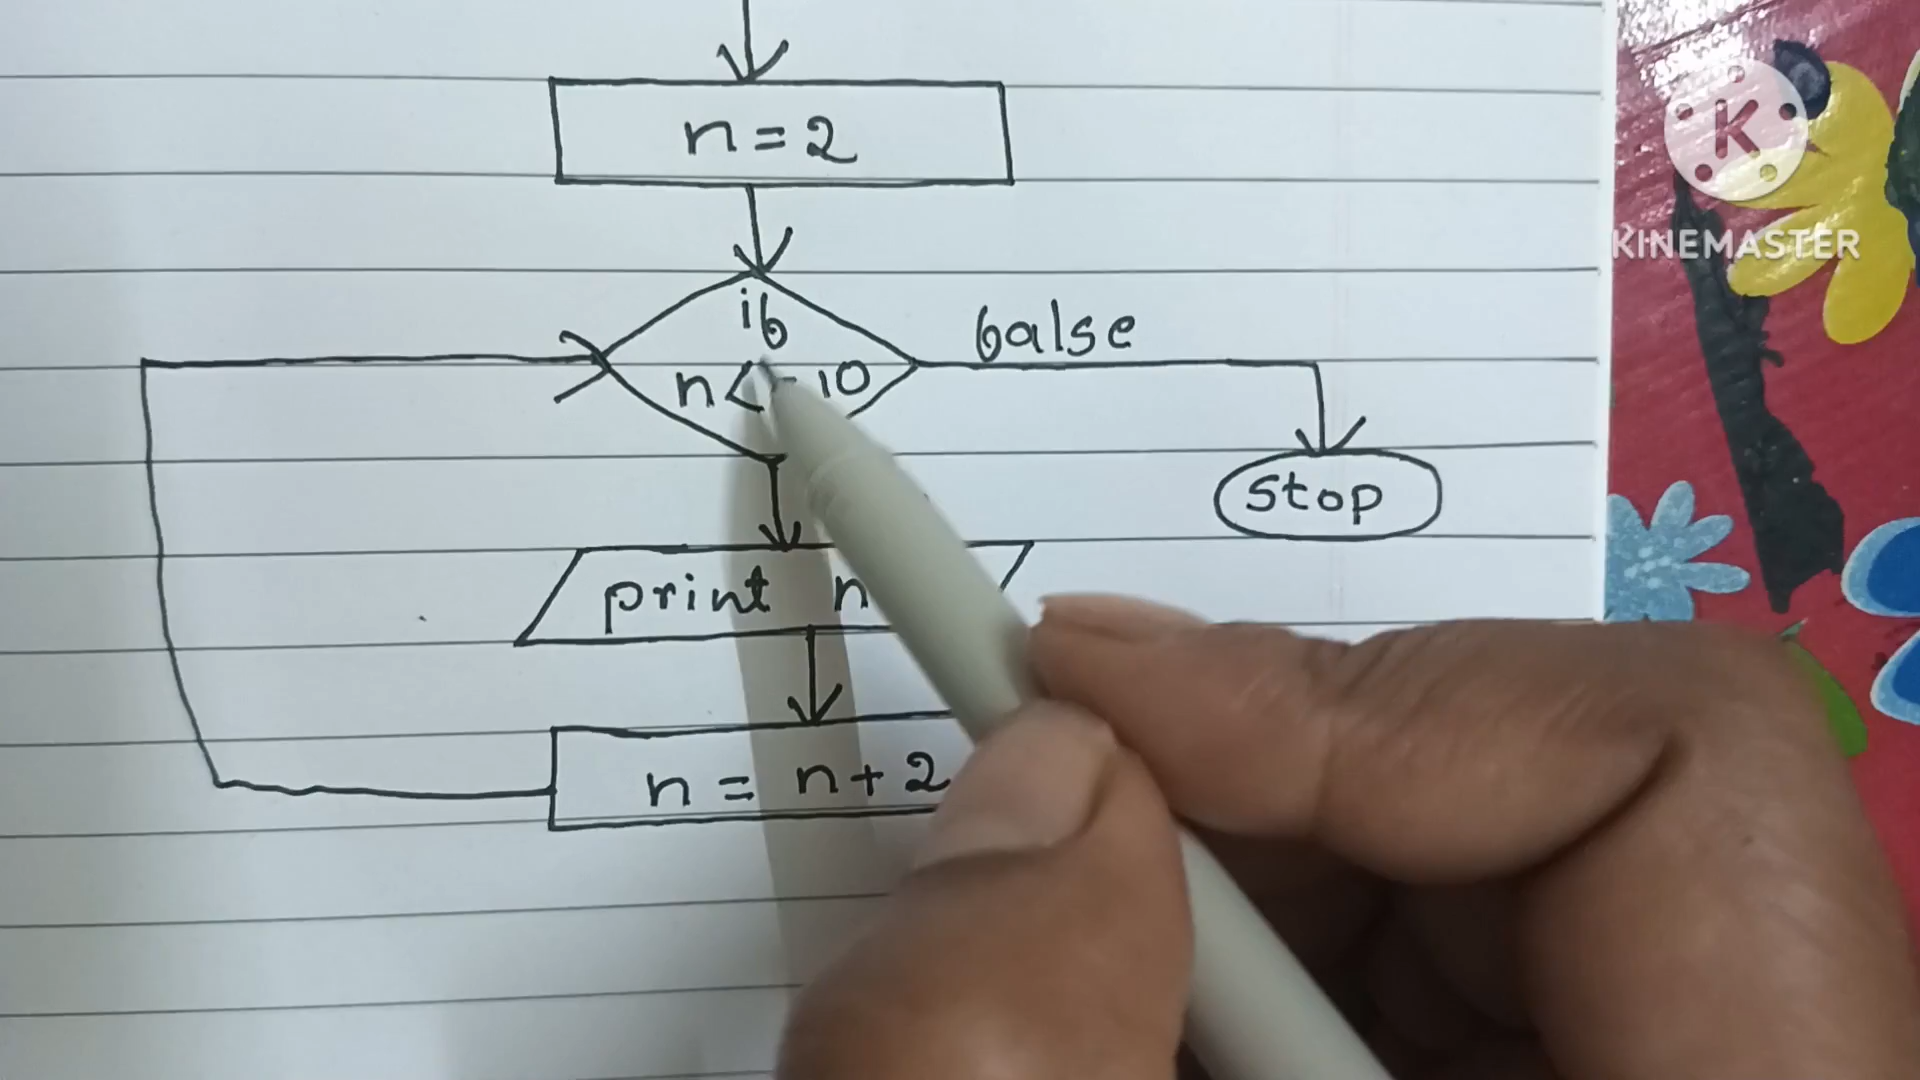 n=2
if
false
n<=10
stop
print n
n = n+2
K
KINEMASTER